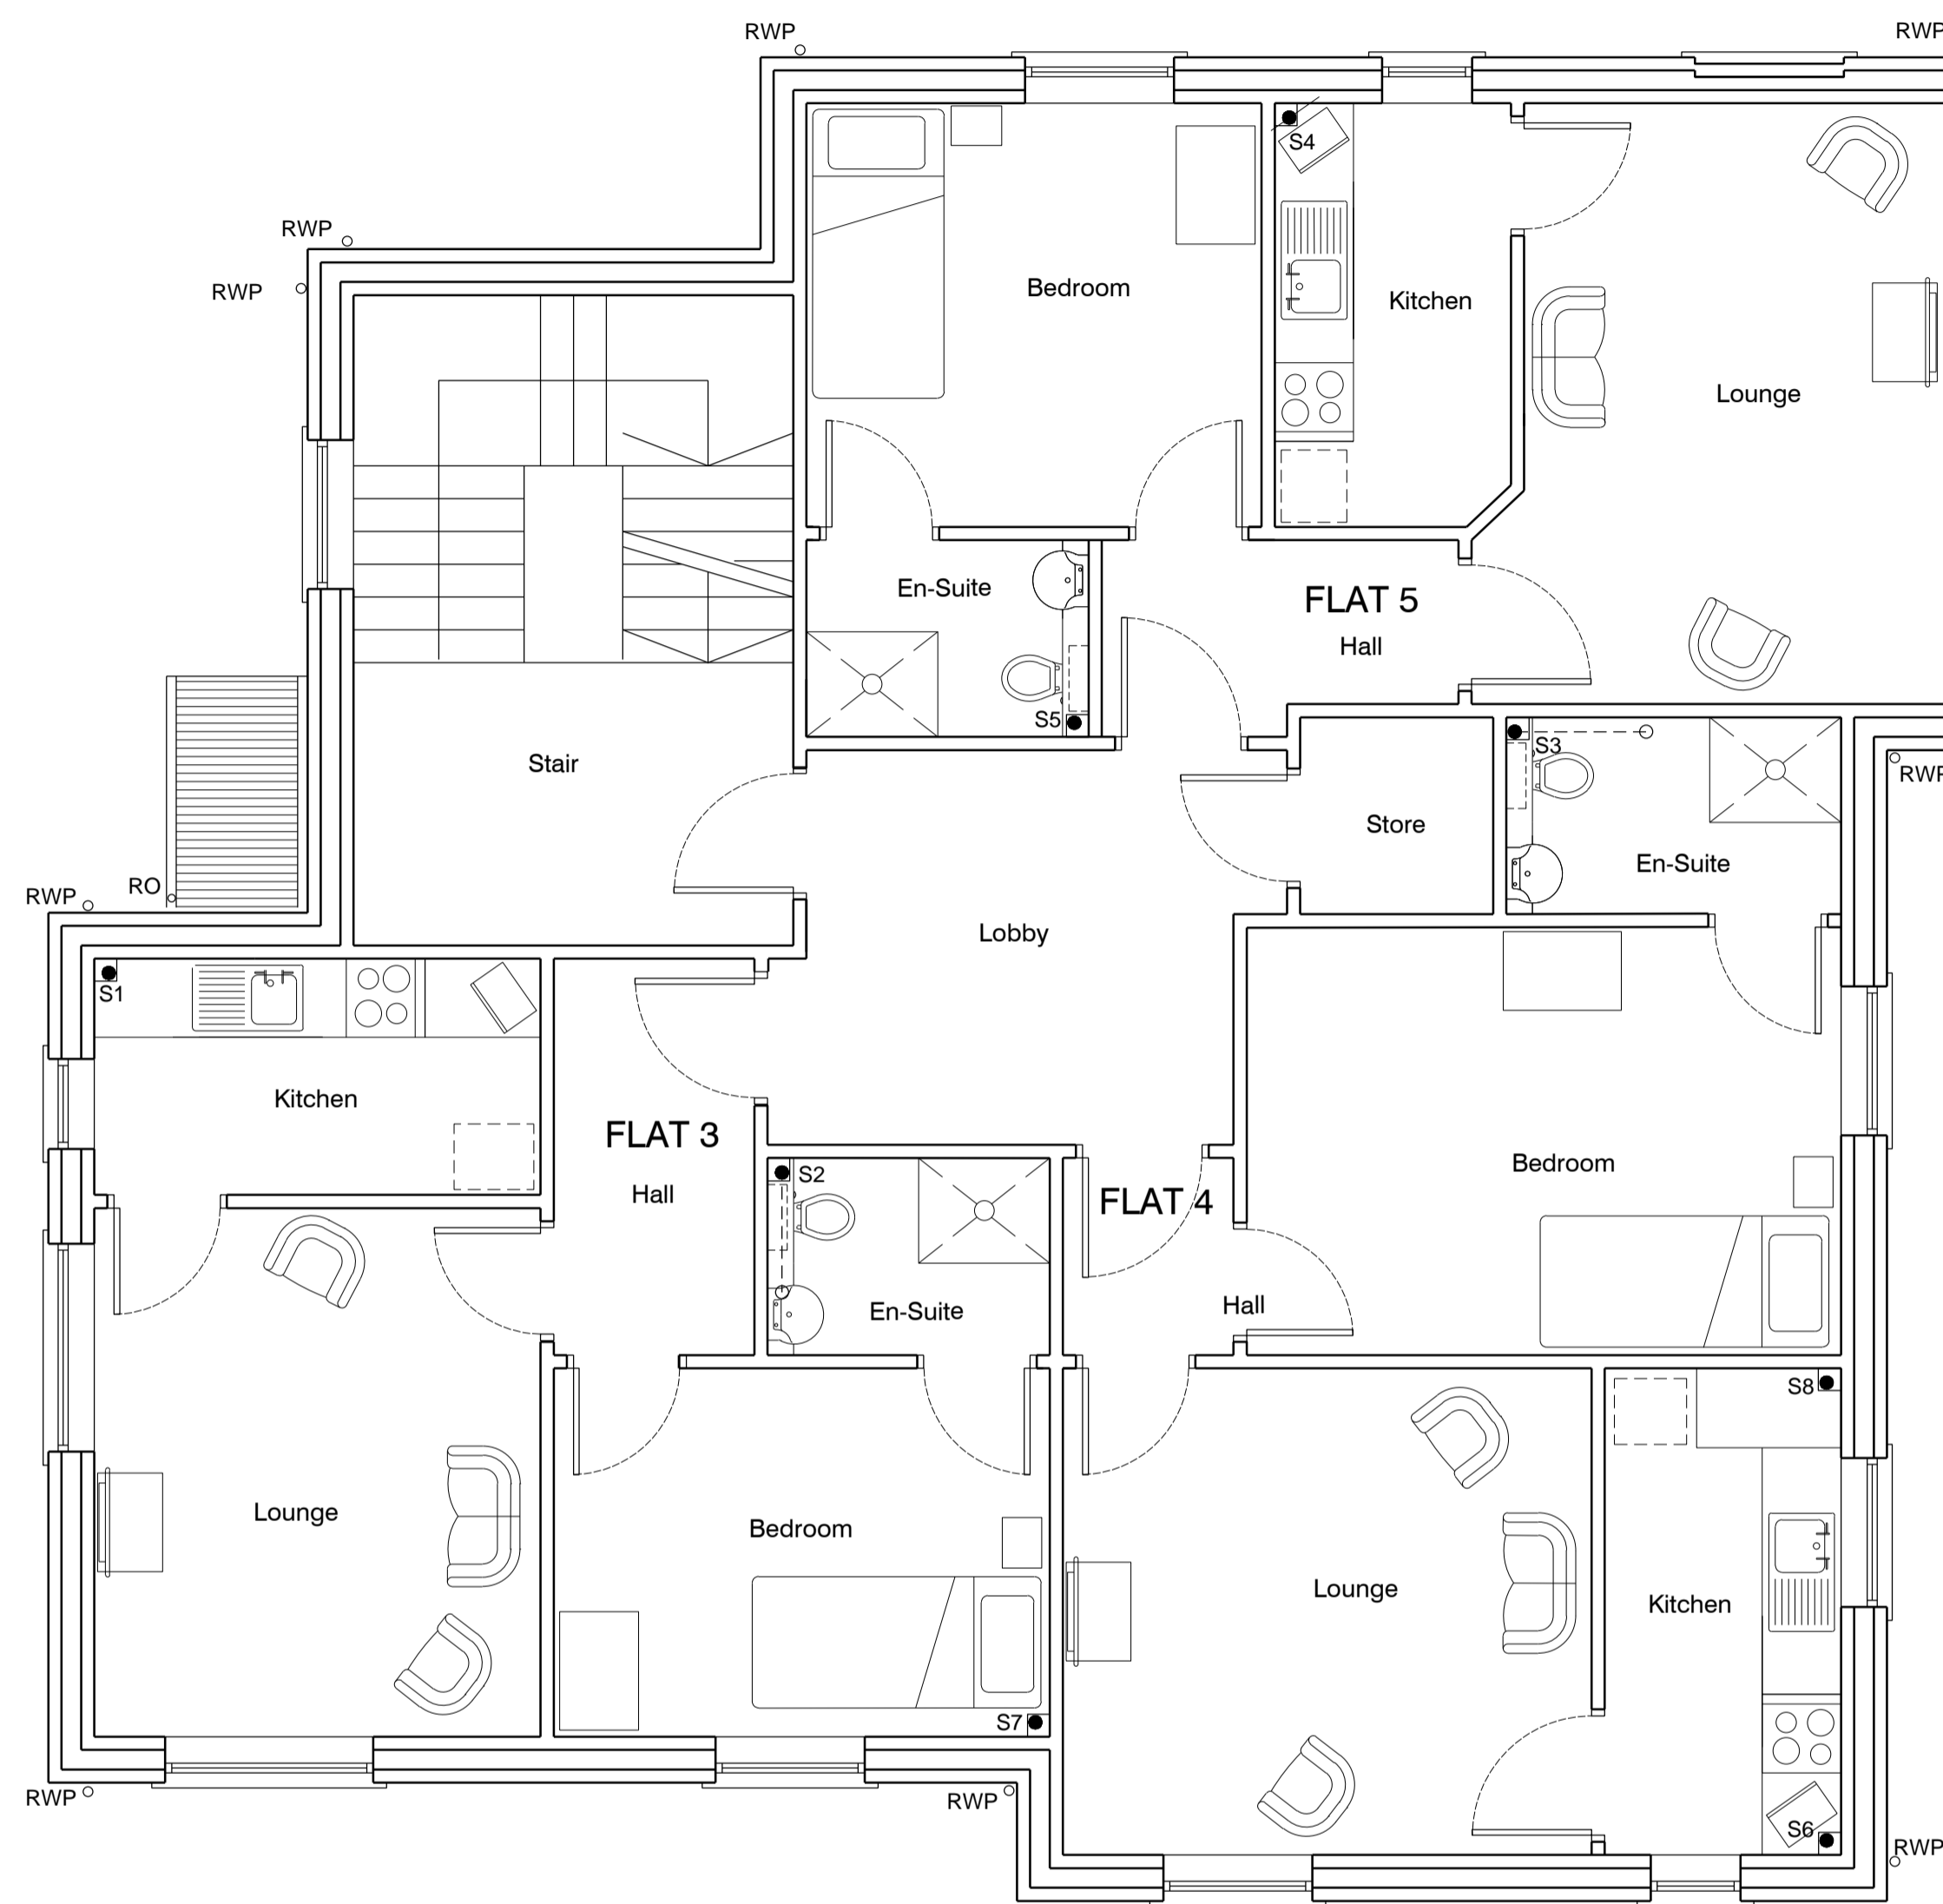 RWP
RWP
RWP
RWP
S4
Bedroom
Kitchen
Lounge
En-Suite
FLAT 5
Hall
S5
S3
RWP
Stair
Store
En-Suite
RWP
RO
Lobby
S1
Kitchen
FLAT 3
Hall
S2
FLAT 4
Bedroom
En-Suite
Hall
S8
Lounge
Bedroom
Lounge
Kitchen
S7
RWP
RWP
S6
RWP